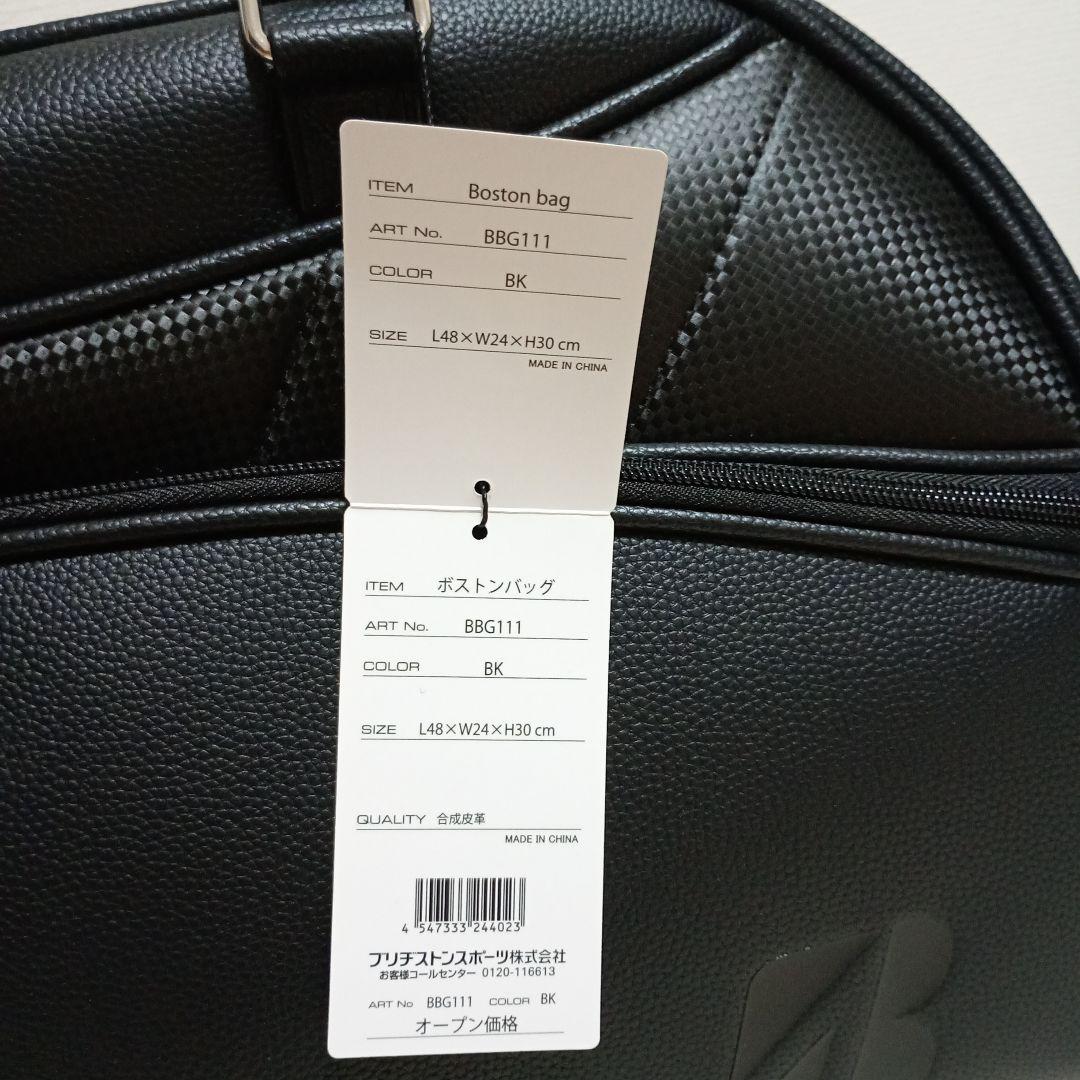 ITEM Boston bag
ART No. BBG111
COLOR BK
SIZE L48×W24×H30 cm
MADE IN CHINA
ITEM ボストンバッグ
ART No. BBG111
COLOR BK
SIZE L48×W24×H30 cm
QUALITY 合成皮革
MADE IN CHINA
4 547333 244023
ブリヂストンスポーツ株式会社
お客様コールセンター 0120-116613
ART No BBG111 COLOR BK
オープン価格